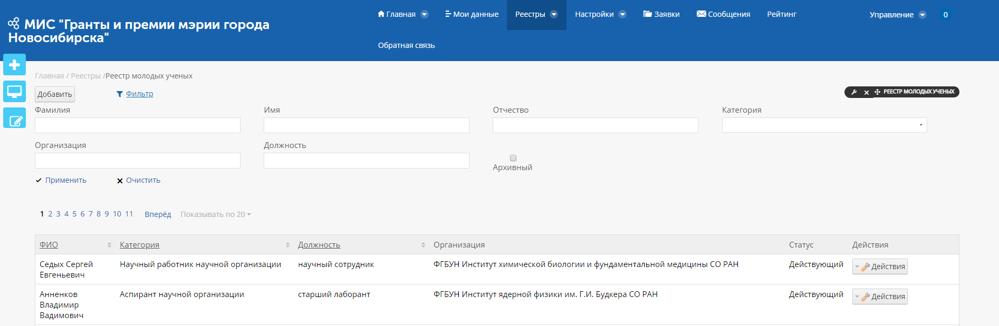 МИС "Гранты и премии мэрии города
Новосибирска"
Главная
Мои данные
Реестры
Настройки
Заявки
Сообщения
Рейтинг
Управление
0
Обратная связь
Главная / Реестры /Реестр молодых ученых
Добавить
Фильтр
РЕЕСТР МОЛОДЫХ УЧЕНЫХ
Фамилия
Имя
Отчество
Категория
Организация
Должность
Архивный
Применить
Очистить
1 2 3 4 5 6 7 8 9 10 11 Вперёд Показывать по 20
ФИО Категория Должность Организация Статус Действия
Седых Сергей
Евгеньевич
Научный работник научной организации
научный сотрудник
ФГБУН Институт химической биологии и фундаментальной медицины СО РАН
Действующий
Действия
Анненков
Владимир
Вадимович
Аспирант научной организации
старший лаборант
ФГБУН Институт ядерной физики им. Г.И. Будкера СО РАН
Действующий
Действия